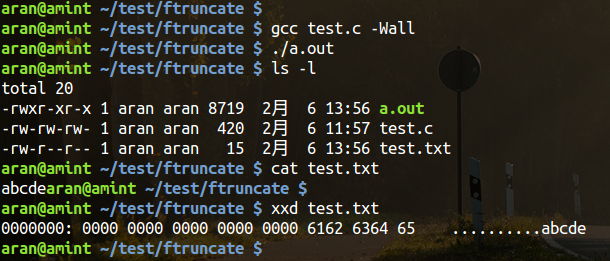 aran@amint ~/test/ftruncate $
aran@amint ~/test/ftruncate $ gcc test.c -Wall
aran@amint ~/test/ftruncate $ ./a.out
aran@amint ~/test/ftruncate $ ls -l
total 20
-rwxr-xr-x 1 aran aran 8719  2月  6 13:56 a.out
-rw-rw-rw- 1 aran aran  420  2月  6 11:57 test.c
-rw-r--r-- 1 aran aran   15  2月  6 13:56 test.txt
aran@amint ~/test/ftruncate $ cat test.txt
abcdearan@amint ~/test/ftruncate $
aran@amint ~/test/ftruncate $ xxd test.txt
0000000: 0000 0000 0000 0000 0000 6162 6364 65    ..........abcde
aran@amint ~/test/ftruncate $